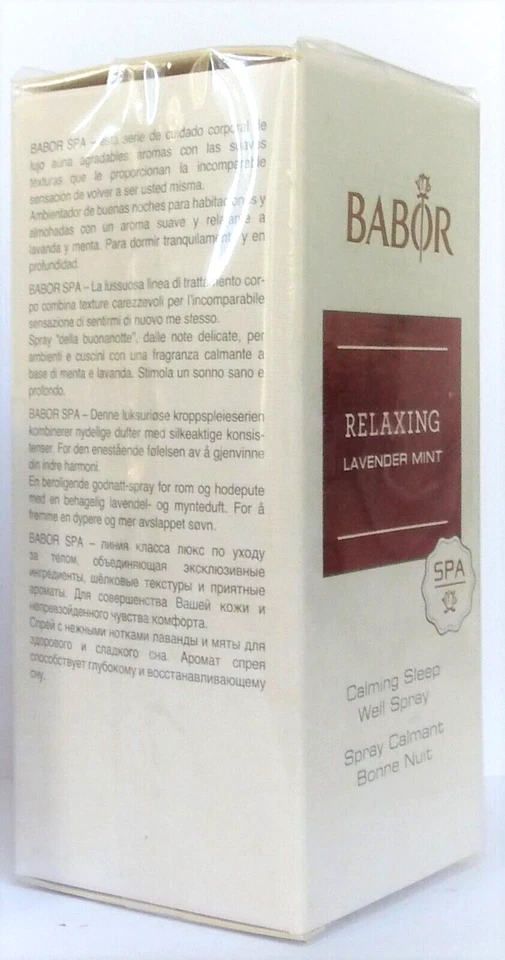 BABOR SPA – esta serie de cuidado corporal de
lujo aúna agradables aromas con las suaves
texturas que le proporcionan la incomparable
sensación de volver a ser usted misma.
Ambientador de buenas noches para habitaciones y
almohadas con un aroma suave y relajante a
lavanda y menta. Para dormir tranquilamente y en
profundidad.
BABOR SPA – La lussuosa linea di trattamento cor-
po combina texture carezzevoli per l'incomparabile
sensazione di sentirmi di nuovo me stesso.
Spray "della buonanotte", dalle note delicate, per
ambienti e cuscini con una fragranza calmante a
base di menta e lavanda. Stimola un sonno sano e
profondo.
BABOR SPA – Denne luksuriøse kroppspleieserien
kombinerer nydelige dufter med silkeaktige konsis-
tenser. For den enestående følelsen av å gjenvinne
din indre harmoni.
En beroligende godnatt-spray for rom og hodepute
med en behagelig lavendel- og mynteduft. For å
fremme en dypere og mer avslappet søvn.
BABOR SPA – линия класса люкс по уходу
за телом, объединяющая эксклюзивные
ингредиенты, шёлковые текстуры и приятные
ароматы. Для совершенства Вашей кожи и
непревзойденного чувства комфорта.
Спрей с нежными нотками лаванды и мяты для
здорового и сладкого сна. Аромат спрея
способствует глубокому и восстанавливающему
сну.
BABOR
RELAXING
LAVENDER MINT
SPA
Calming Sleep
Well Spray
Spray Calmant
Bonne Nuit